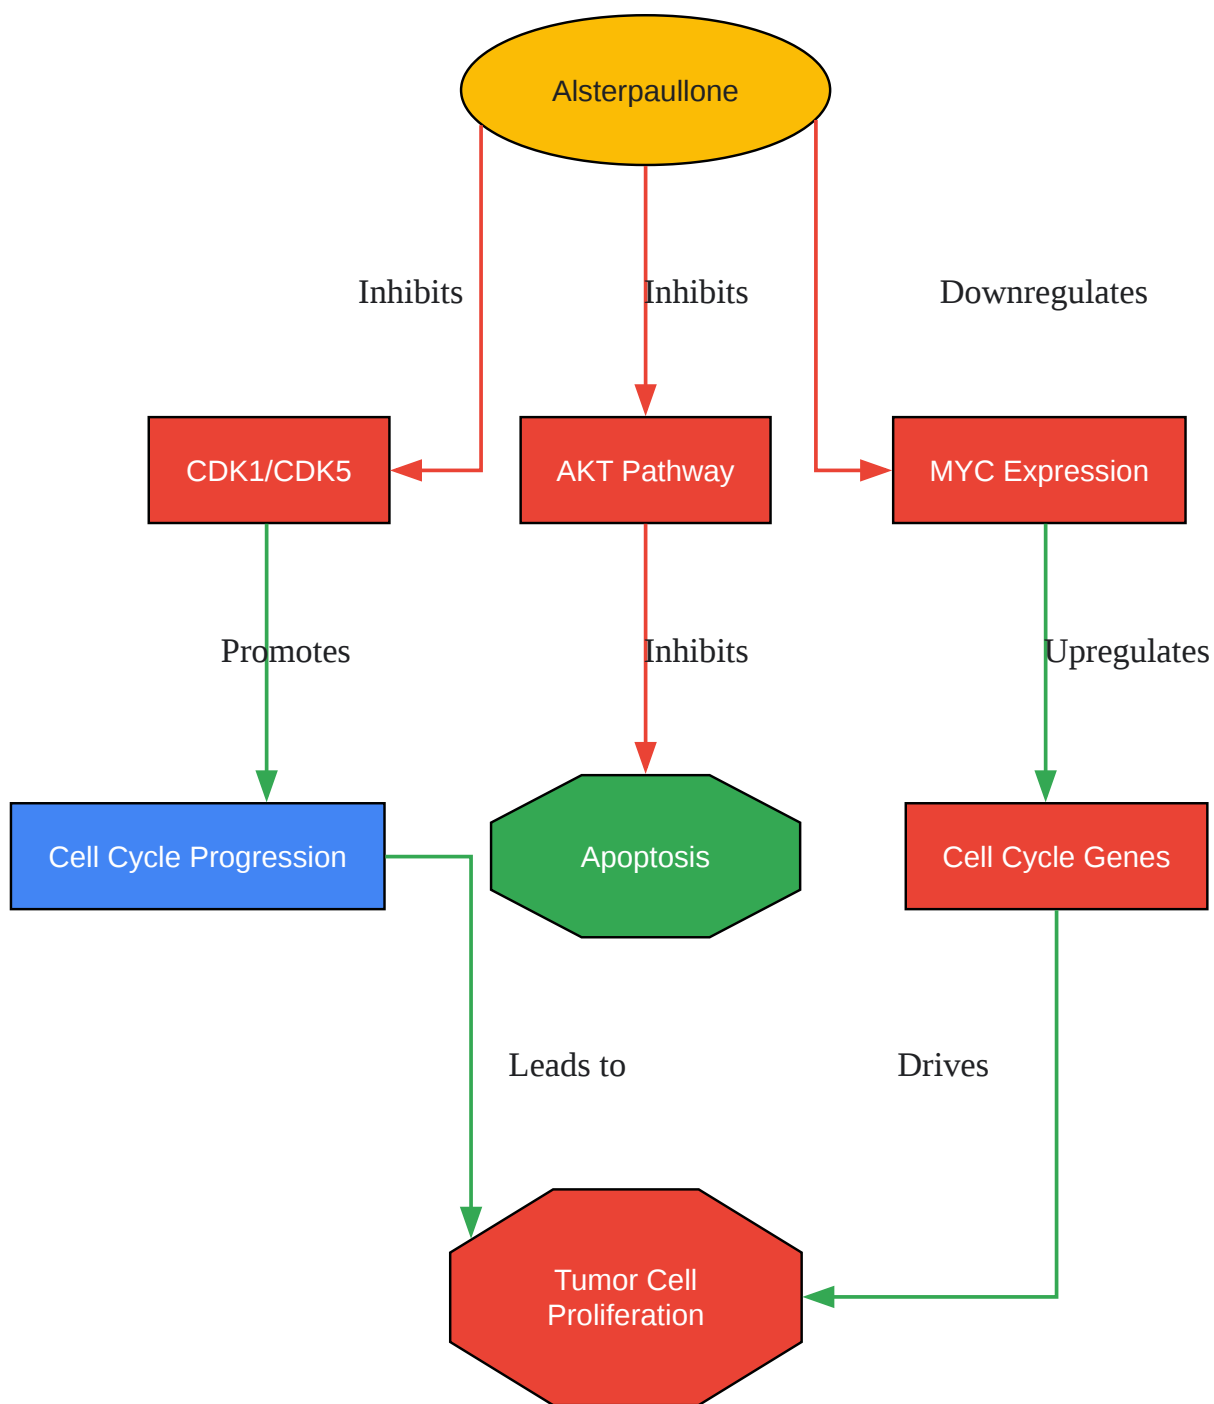 Alsterpaullone
Inhibits
Inhibits
Downregulates
CDK1/CDK5
AKT Pathway
MYC Expression
Promotes
Inhibits
Upregulates
Cell Cycle Progression
Apoptosis
Cell Cycle Genes
Leads to
Drives
Tumor Cell
Proliferation